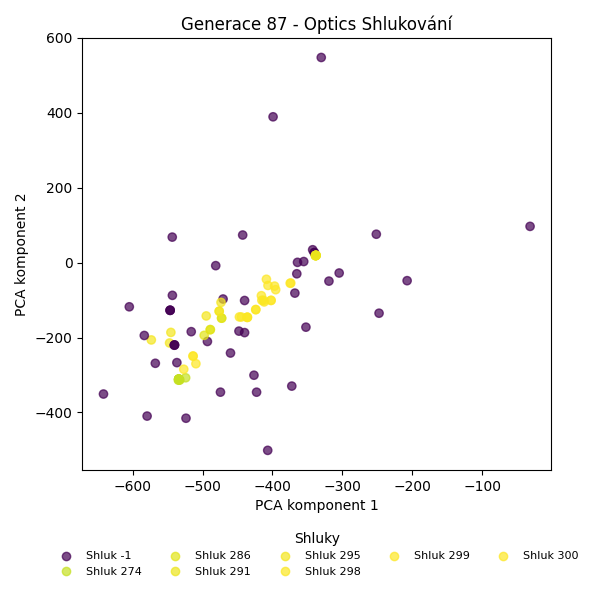 Generace 87 - Optics Shlukování
600
400
200
0
−200
−400
PCA komponent 2
−600 −500 −400 −300 −200 −100
PCA komponent 1
Shluky
Shluk -1 Shluk 286 Shluk 295 Shluk 299 Shluk 300
Shluk 274 Shluk 291 Shluk 298